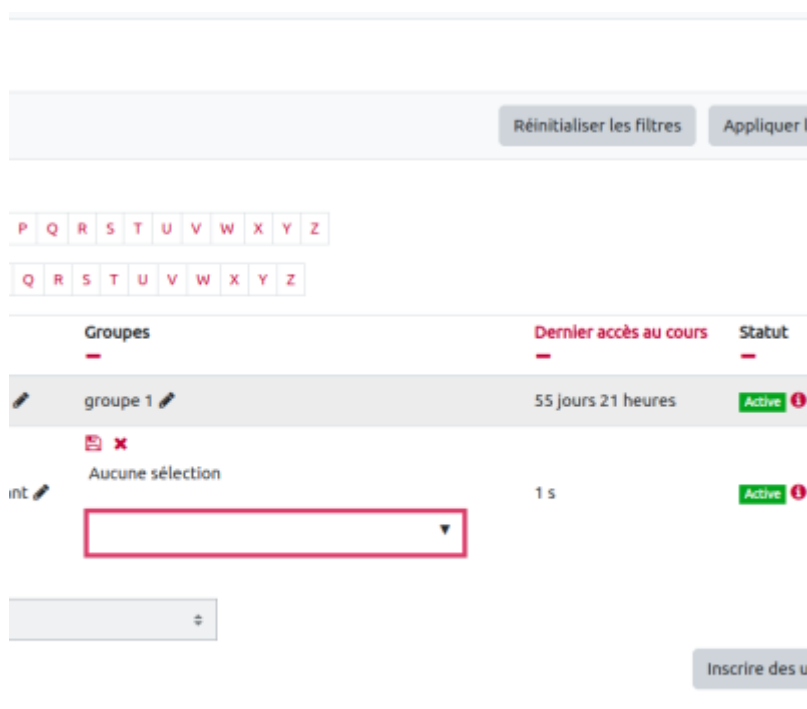 Réinitialiser les filtres Appliquer
P Q R S T U V W X Y Z
Q R S T U V W X Y Z
Groupes Dernier accès au cours Statut
groupe 1 55 jours 21 heures Active
Aucune sélection
ant 1 s Active
Inscrire des u